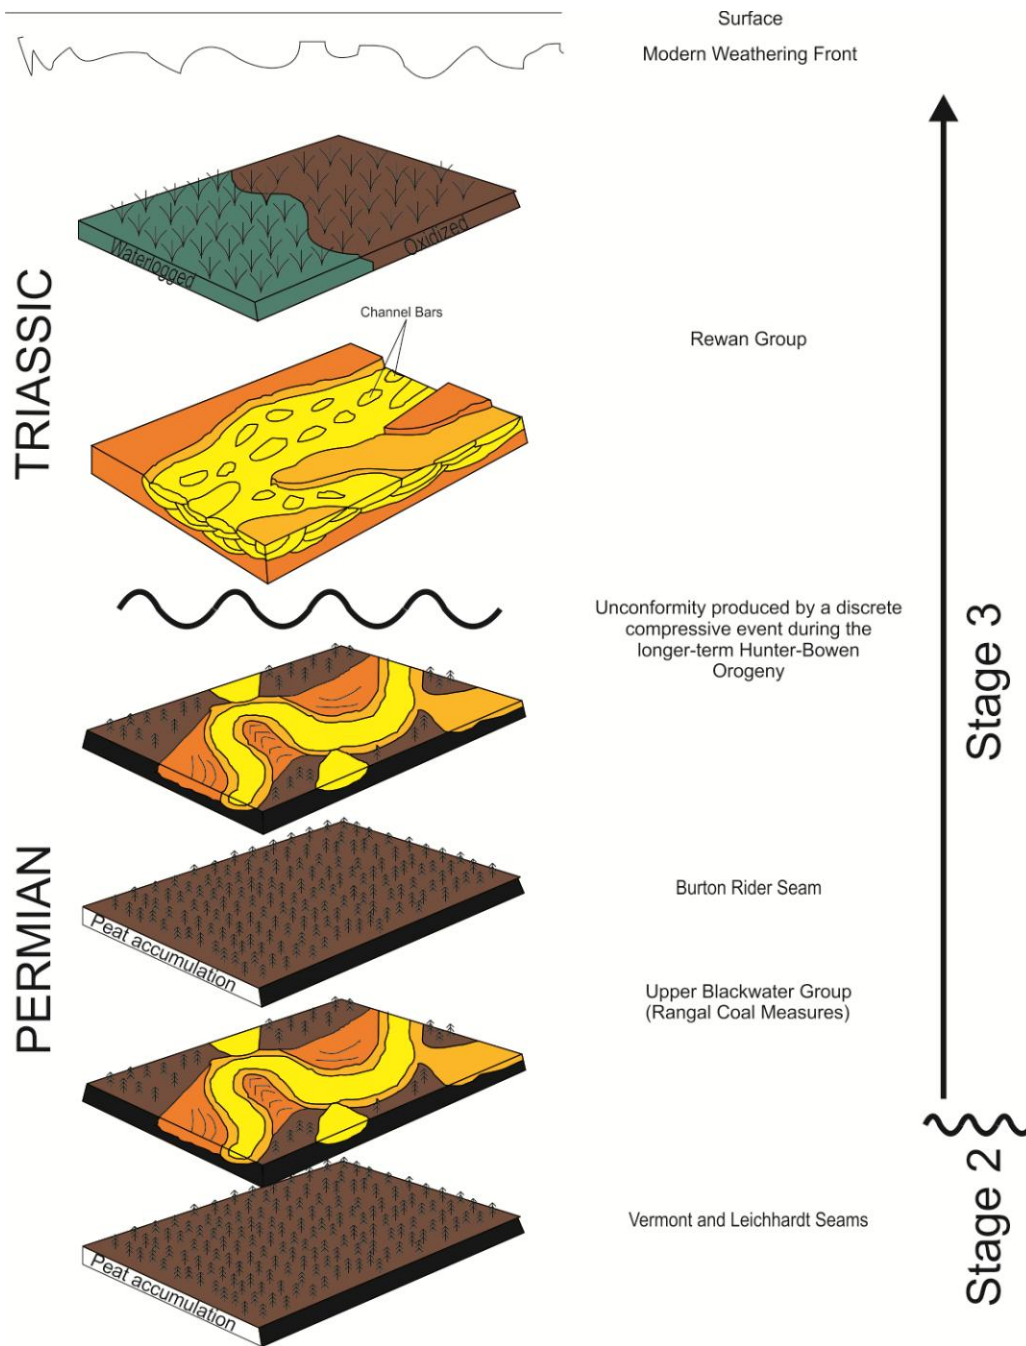 Surface
Modern Weathering Front
Waterlogged
Oxidized
TRIASSIC
Channel Bars
Rewan Group
Unconformity produced by a discrete
compressive event during the
longer-term Hunter-Bowen
Orogeny
Stage 3
PERMIAN
Burton Rider Seam
Peat accumulation
Upper Blackwater Group
(Rangal Coal Measures)
Stage 2
Vermont and Leichhardt Seams
Peat accumulation